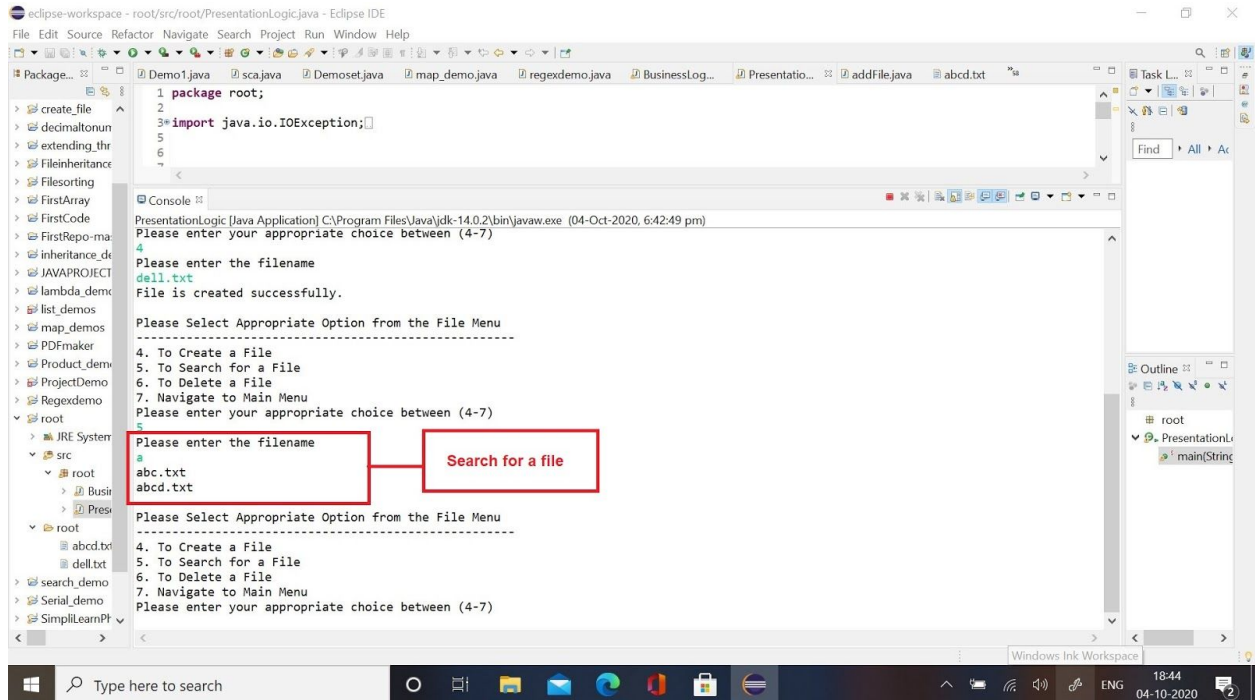 eclipse-workspace - root/src/root/PresentationLogic.java - Eclipse IDE
File Edit Source Refactor Navigate Search Project Run Window Help
Package...
Demo1.java
sca.java
Demoset.java
map_demo.java
regexdemo.java
BusinessLog...
Presentatio...
addFile.java
abcd.txt
Task L...
create_file
decimaltonum
extending_thr
Fileinheritance
Filesorting
FirstArray
FirstCode
FirstRepo-ma
inheritance_de
JAVAPROJECT
lambda_demo
list_demos
map_demos
PDFmaker
Product_dem
ProjectDemo
Regexdemo
root
JRE System
src
root
Busin
Prese
root
abcd.txt
dell.txt
search_demo
Serial_demo
SimpliLearnPh
1 package root;
2
3 import java.io.IOException;
5
6
7
Console
PresentationLogic [Java Application] C:\Program Files\Java\jdk-14.0.2\bin\javaw.exe (04-Oct-2020, 6:42:49 pm)
Please enter your appropriate choice between (4-7)
4
Please enter the filename
dell.txt
File is created successfully.
Please Select Appropriate Option from the File Menu
----------------------------------------------------
4. To Create a File
5. To Search for a File
6. To Delete a File
7. Navigate to Main Menu
Please enter your appropriate choice between (4-7)
5
Please enter the filename
a
abc.txt
abcd.txt
Search for a file
Please Select Appropriate Option from the File Menu
----------------------------------------------------
4. To Create a File
5. To Search for a File
6. To Delete a File
7. Navigate to Main Menu
Please enter your appropriate choice between (4-7)
Find All Ac
Outline
root
PresentationL
main(String
Windows Ink Workspace
Type here to search
ENG
18:44
04-10-2020
2